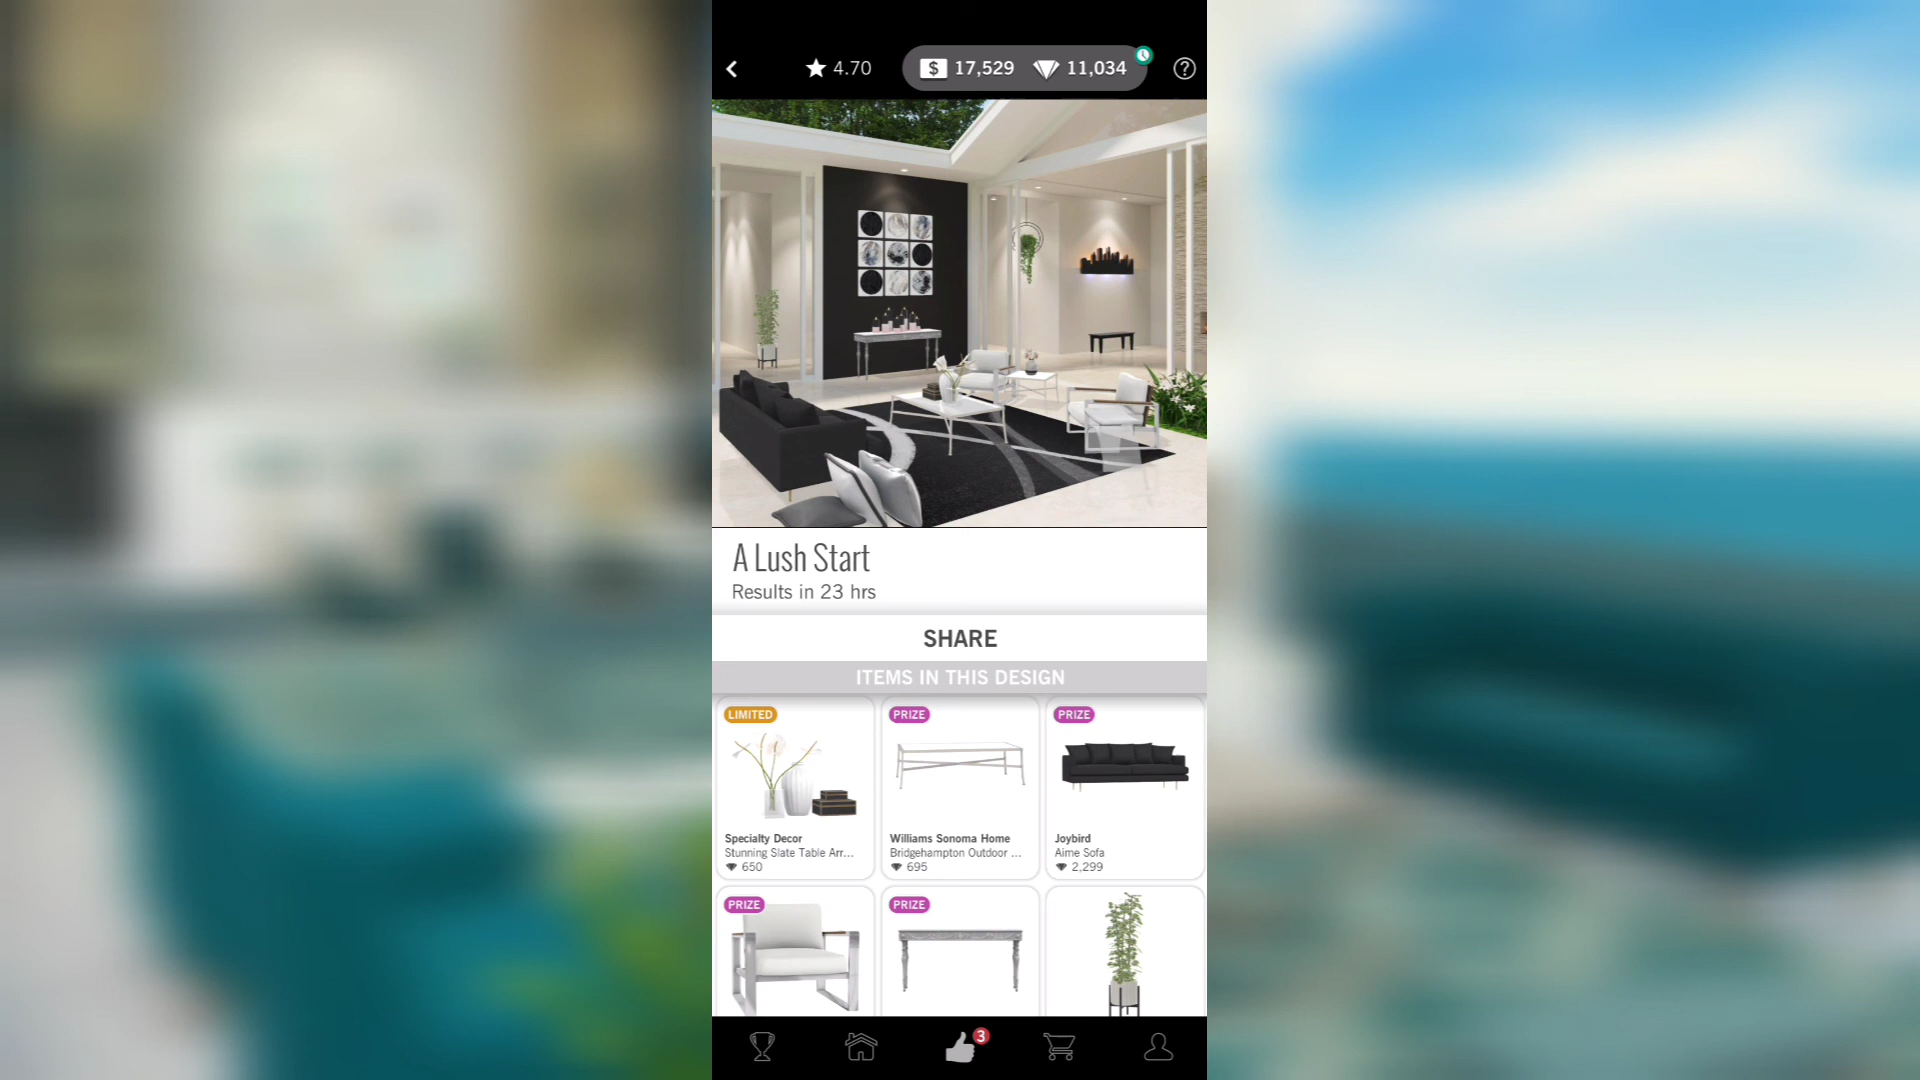 4.70
$ 17,529
11,034
?
A Lush Start
Results in 23 hrs
SHARE
ITEMS IN THIS DESIGN
LIMITED
Specialty Decor
Stunning Slate Table Arr...
650
PRIZE
Williams Sonoma Home
Bridgehampton Outdoor ...
695
PRIZE
Joybird
Aime Sofa
2,299
PRIZE
PRIZE
3